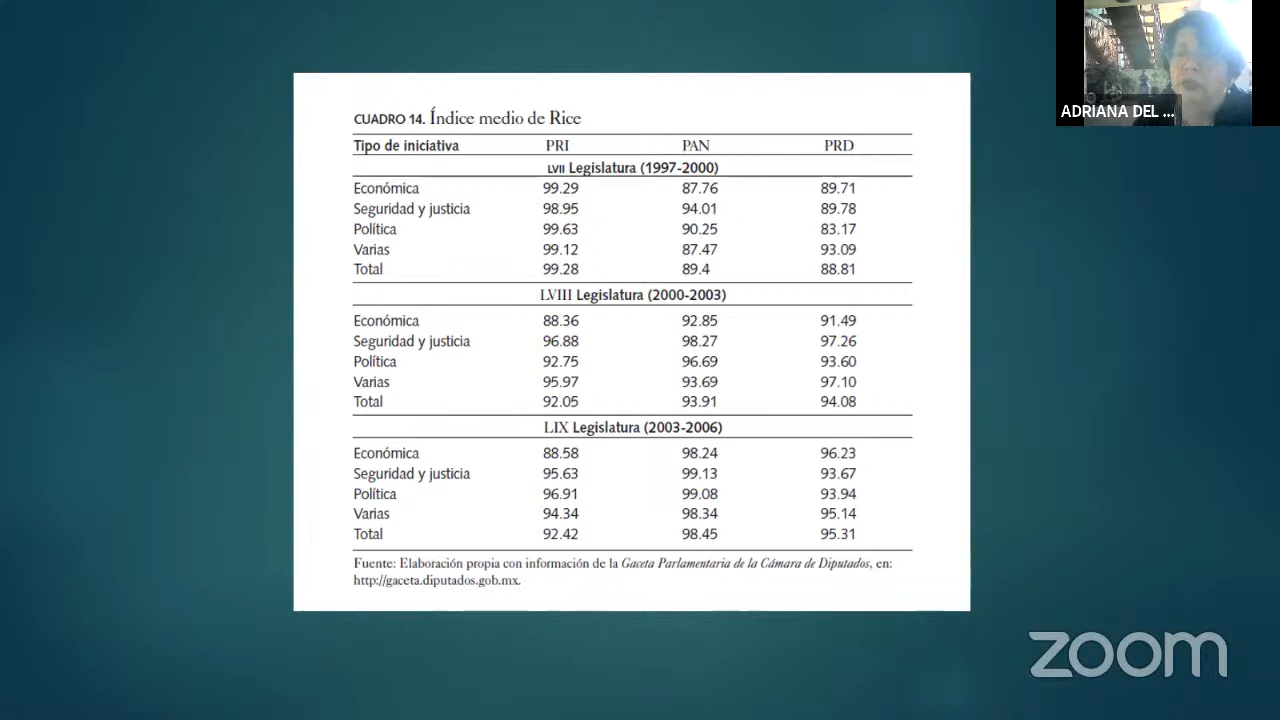 CUADRO 14. Índice medio de Rice
Tipo de iniciativa PRI PAN PRD
LVII Legislatura (1997-2000)
Económica 99.29 87.76 89.71
Seguridad y justicia 98.95 94.01 89.78
Política 99.63 90.25 83.17
Varias 99.12 87.47 93.09
Total 99.28 89.4 88.81
LVIII Legislatura (2000-2003)
Económica 88.36 92.85 91.49
Seguridad y justicia 96.88 98.27 97.26
Política 92.75 96.69 93.60
Varias 95.97 93.69 97.10
Total 92.05 93.91 94.08
LIX Legislatura (2003-2006)
Económica 88.58 98.24 96.23
Seguridad y justicia 95.63 99.13 93.67
Política 96.91 99.08 93.94
Varias 94.34 98.34 95.14
Total 92.42 98.45 95.31
Fuente: Elaboración propia con información de la Gaceta Parlamentaria de la Cámara de Diputados, en:
http://gaceta.diputados.gob.mx.
ADRIANA DEL ...
zoom